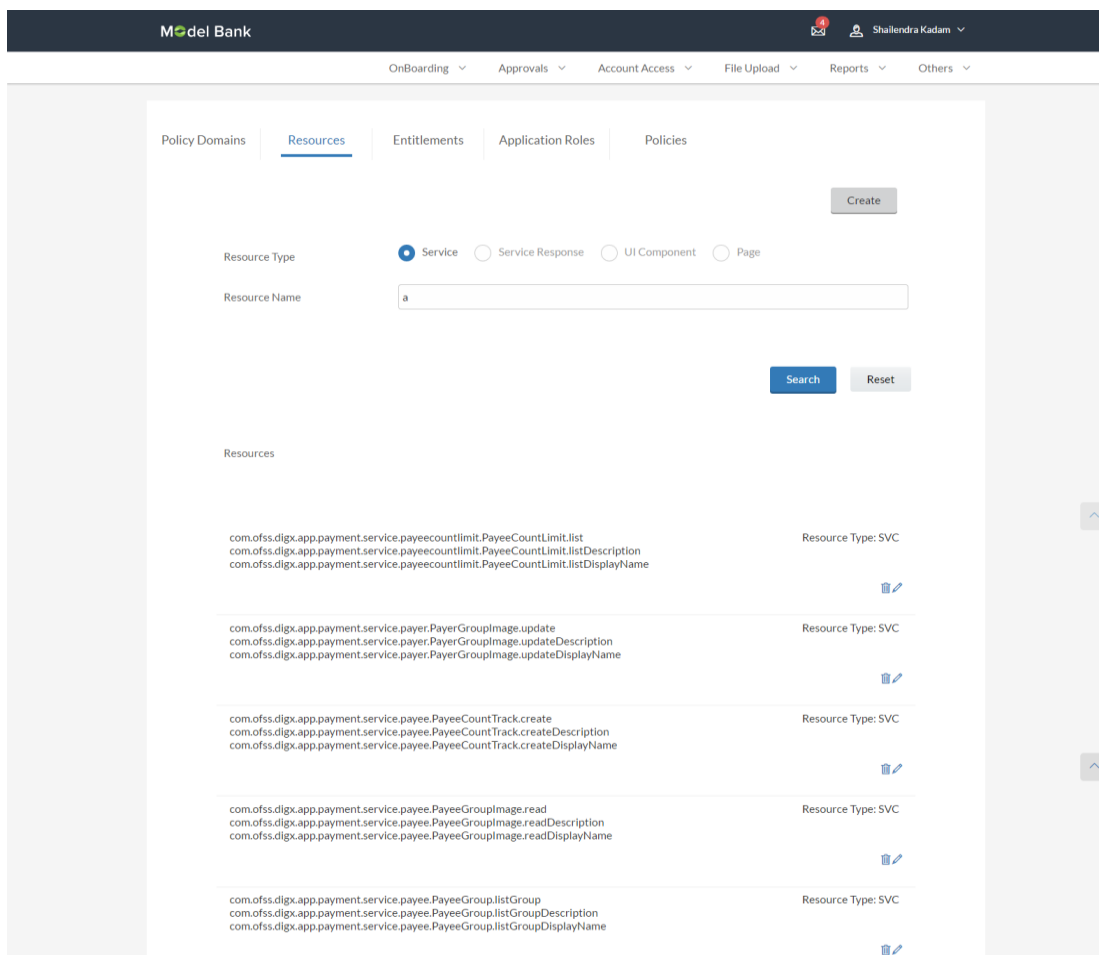 Model Bank
4
Shailendra Kadam
OnBoarding Approvals Account Access File Upload Reports Others
Policy Domains Resources Entitlements Application Roles Policies
Create
Resource Type Service Service Response UI Component Page
Resource Name a
Search Reset
Resources
com.ofss.digx.app.payment.service.payeecountlimit.PayeeCountLimit.list Resource Type: SVC
com.ofss.digx.app.payment.service.payeecountlimit.PayeeCountLimit.listDescription
com.ofss.digx.app.payment.service.payeecountlimit.PayeeCountLimit.listDisplayName
com.ofss.digx.app.payment.service.payer.PayerGroupImage.update Resource Type: SVC
com.ofss.digx.app.payment.service.payer.PayerGroupImage.updateDescription
com.ofss.digx.app.payment.service.payer.PayerGroupImage.updateDisplayName
com.ofss.digx.app.payment.service.payee.PayeeCountTrack.create Resource Type: SVC
com.ofss.digx.app.payment.service.payee.PayeeCountTrack.createDescription
com.ofss.digx.app.payment.service.payee.PayeeCountTrack.createDisplayName
com.ofss.digx.app.payment.service.payee.PayeeGroupImage.read Resource Type: SVC
com.ofss.digx.app.payment.service.payee.PayeeGroupImage.readDescription
com.ofss.digx.app.payment.service.payee.PayeeGroupImage.readDisplayName
com.ofss.digx.app.payment.service.payee.PayeeGroup.listGroup Resource Type: SVC
com.ofss.digx.app.payment.service.payee.PayeeGroup.listGroupDescription
com.ofss.digx.app.payment.service.payee.PayeeGroup.listGroupDisplayName